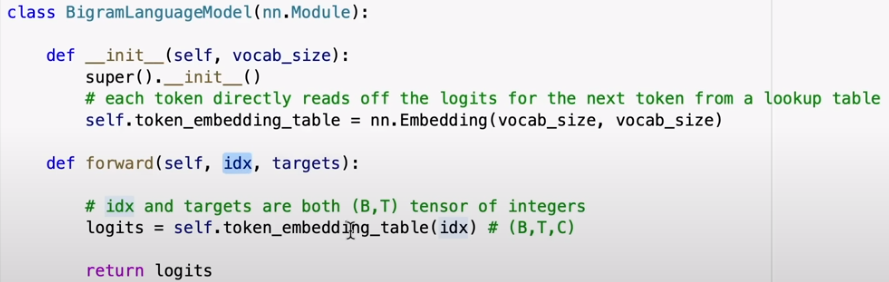 class BigramLanguageModel(nn.Module):
def __init__(self, vocab_size):
super().__init__()
# each token directly reads off the logits for the next token from a lookup table
self.token_embedding_table = nn.Embedding(vocab_size, vocab_size)
def forward(self, idx, targets):
# idx and targets are both (B,T) tensor of integers
logits = self.token_embedding_table(idx) # (B,T,C)
return logits